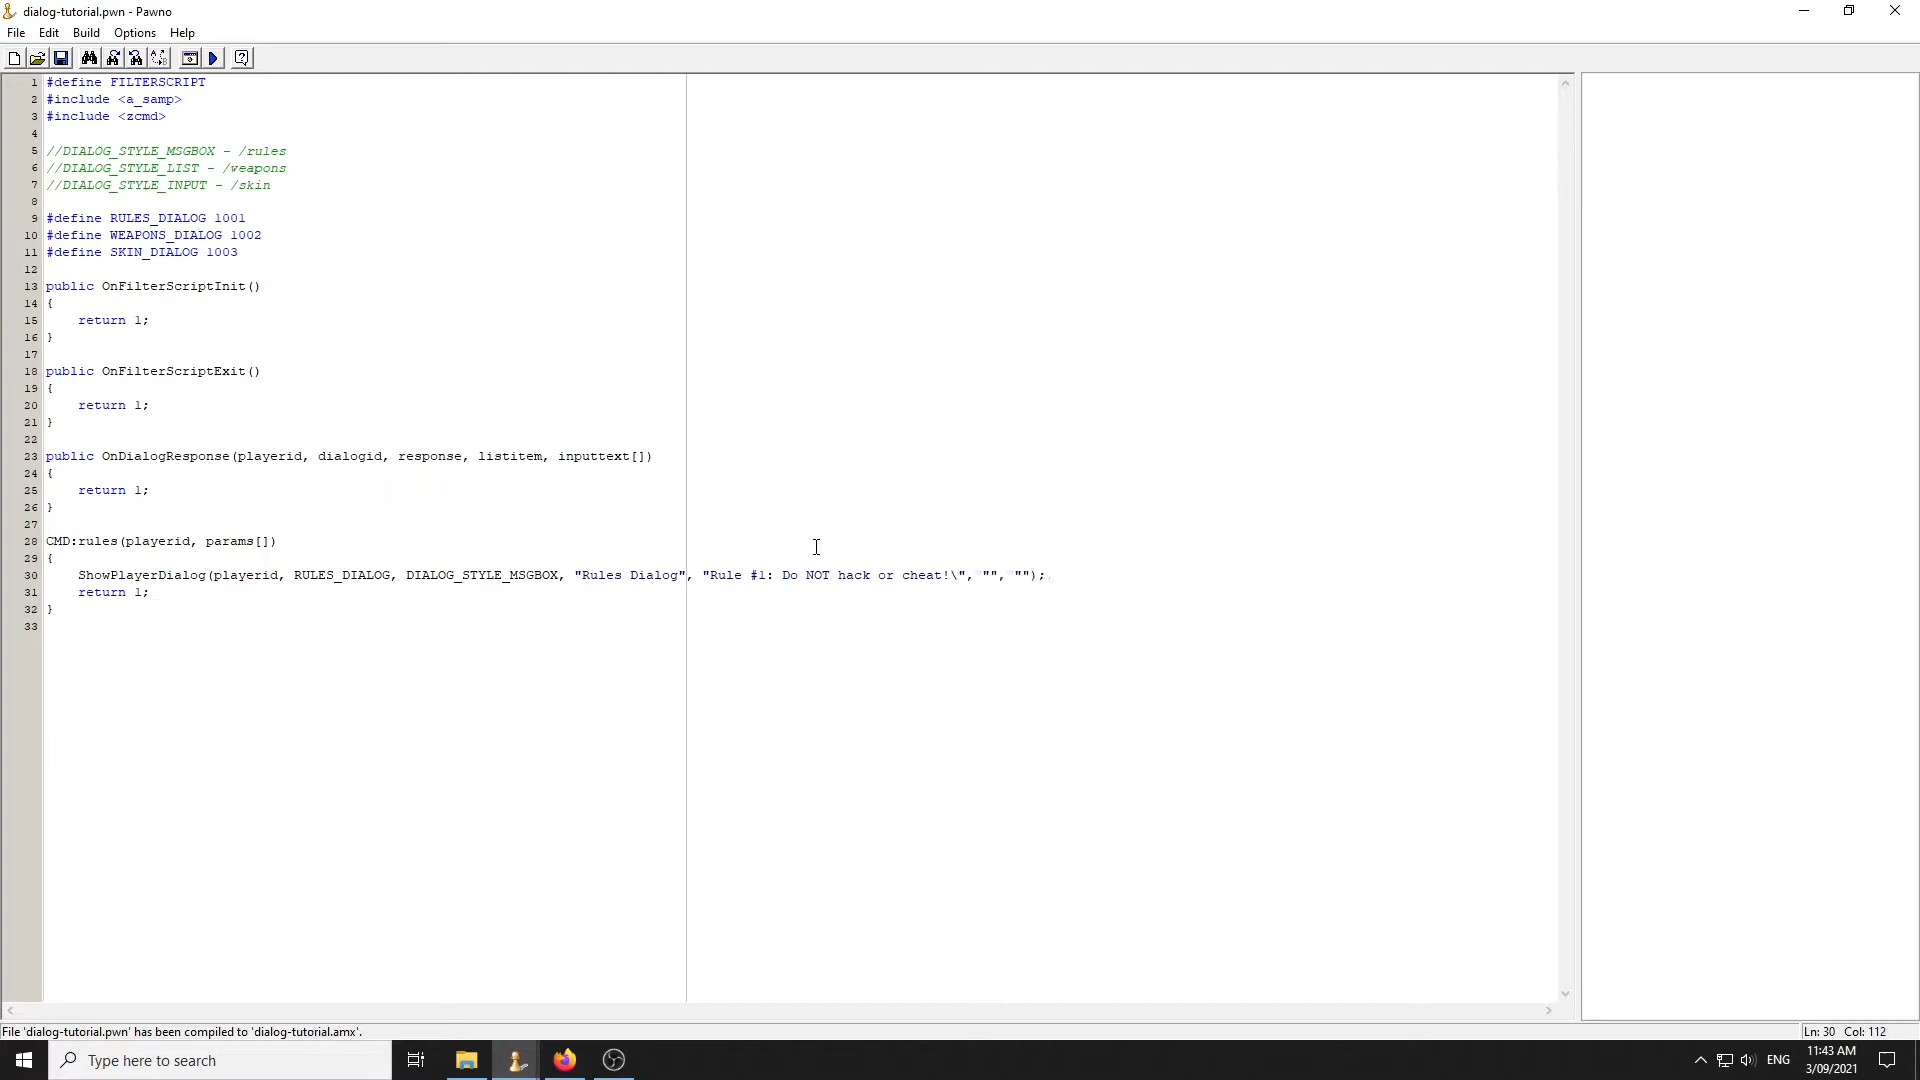 dialog-tutorial.pwn - Pawno
File Edit Build Options Help
1 #define FILTERSCRIPT
2 #include <a_samp>
3 #include <zcmd>
4
5 //DIALOG_STYLE_MSGBOX - /rules
6 //DIALOG_STYLE_LIST - /weapons
7 //DIALOG_STYLE_INPUT - /skin
8
9 #define RULES_DIALOG 1001
10 #define WEAPONS_DIALOG 1002
11 #define SKIN_DIALOG 1003
12
13 public OnFilterScriptInit()
14 {
15 return 1;
16 }
17
18 public OnFilterScriptExit()
19 {
20 return 1;
21 }
22
23 public OnDialogResponse(playerid, dialogid, response, listitem, inputtext[])
24 {
25 return 1;
26 }
27
28 CMD:rules(playerid, params[])
29 {
30 ShowPlayerDialog(playerid, RULES_DIALOG, DIALOG_STYLE_MSGBOX, "Rules Dialog", "Rule #1: Do NOT hack or cheat!\", "", "");
31 return 1;
32 }
33
File 'dialog-tutorial.pwn' has been compiled to 'dialog-tutorial.amx'.
Ln: 30 Col: 112
Type here to search
ENG
11:43 AM
3/09/2021